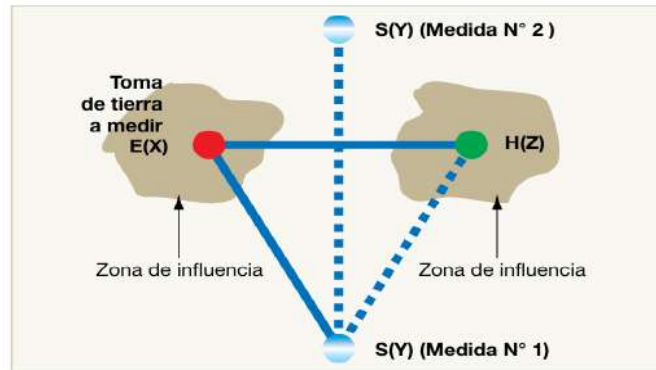 S(Y) (Medida N° 2 )
Toma
de tierra
a medir
E(X)
H(Z)
Zona de influencia
Zona de influencia
S(Y) (Medida N° 1)